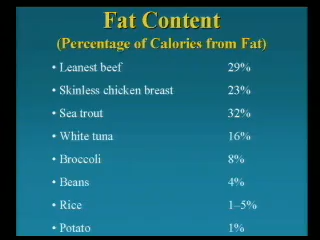 Fat Content
(Percentage of Calories from Fat)
• Leanest beef 29%
• Skinless chicken breast 23%
• Sea trout 32%
• White tuna 16%
• Broccoli 8%
• Beans 4%
• Rice 1–5%
• Potato 1%